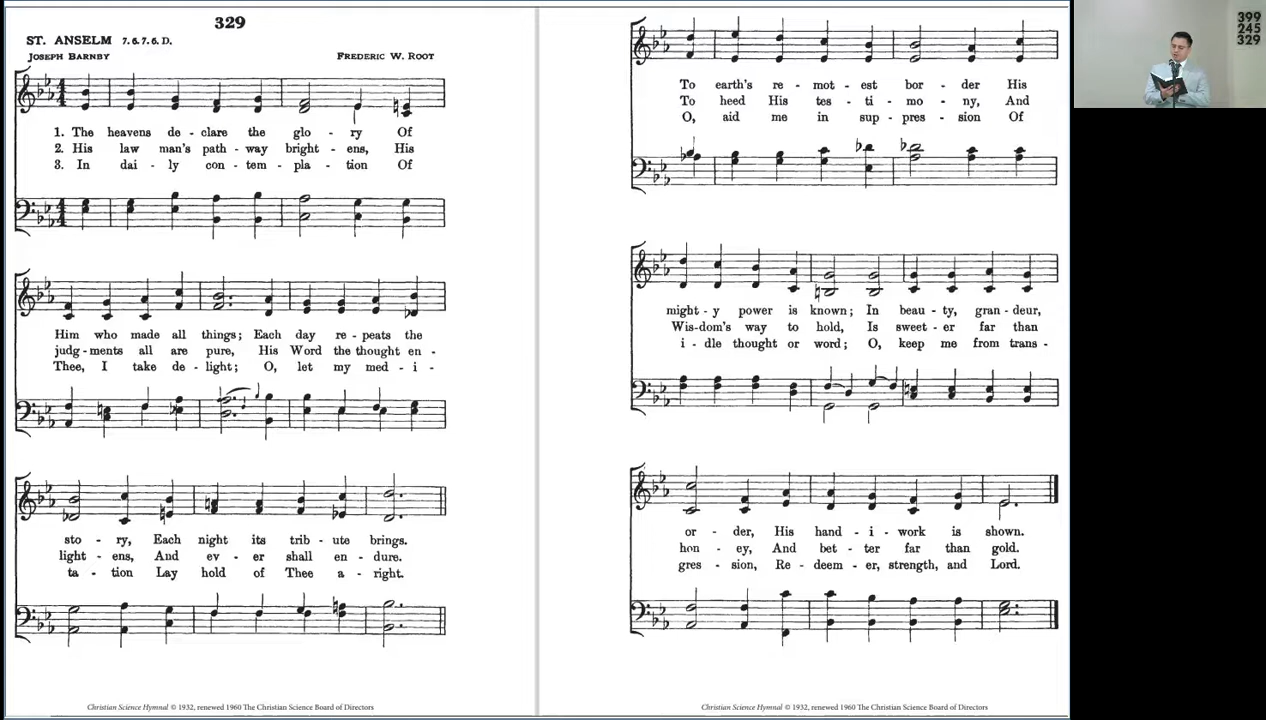 329
ST. ANSELM 7.6.7.6.D.
JOSEPH BARNBY FREDERIC W. ROOT
1. The heavens de - clare the glo - ry Of
2. His law man's path - way bright - ens, His
3. In dai - ly con - tem - pla - tion Of
Him who made all things; Each day re - peats the
judg - ments all are pure, His Word the thought en -
Thee, I take de - light; O, let my med - i -
sto - ry, Each night its trib - ute brings.
light - ens, And ev - er shall en - dure.
ta - tion Lay hold of Thee a - right.
Christian Science Hymnal © 1932, renewed 1960 The Christian Science Board of Directors
To earth's re - mot - est bor - der His
To heed His tes - ti - mo - ny, And
O, aid me in sup - pres - sion Of
might - y power is known; In beau - ty, gran - deur,
Wis - dom's way to hold, Is sweet - er far than
i - dle thought or word; O, keep me from trans -
or - der, His hand - i - work is shown.
hon - ey, And bet - ter far than gold.
gres - sion, Re - deem - er, strength, and Lord.
Christian Science Hymnal © 1932, renewed 1960 The Christian Science Board of Directors
399
245
329